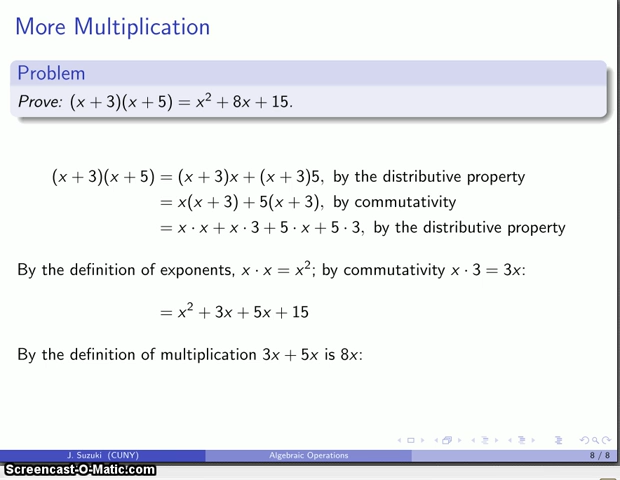 More Multiplication
Problem
Prove: (x + 3)(x + 5) = x² + 8x + 15.
(x + 3)(x + 5) = (x + 3)x + (x + 3)5, by the distributive property
= x(x + 3) + 5(x + 3), by commutativity
= x · x + x · 3 + 5 · x + 5 · 3, by the distributive property
By the definition of exponents, x · x = x²; by commutativity x · 3 = 3x:
= x² + 3x + 5x + 15
By the definition of multiplication 3x + 5x is 8x:
J. Suzuki (CUNY) Algebraic Operations 8 / 8
Screencast-O-Matic.com